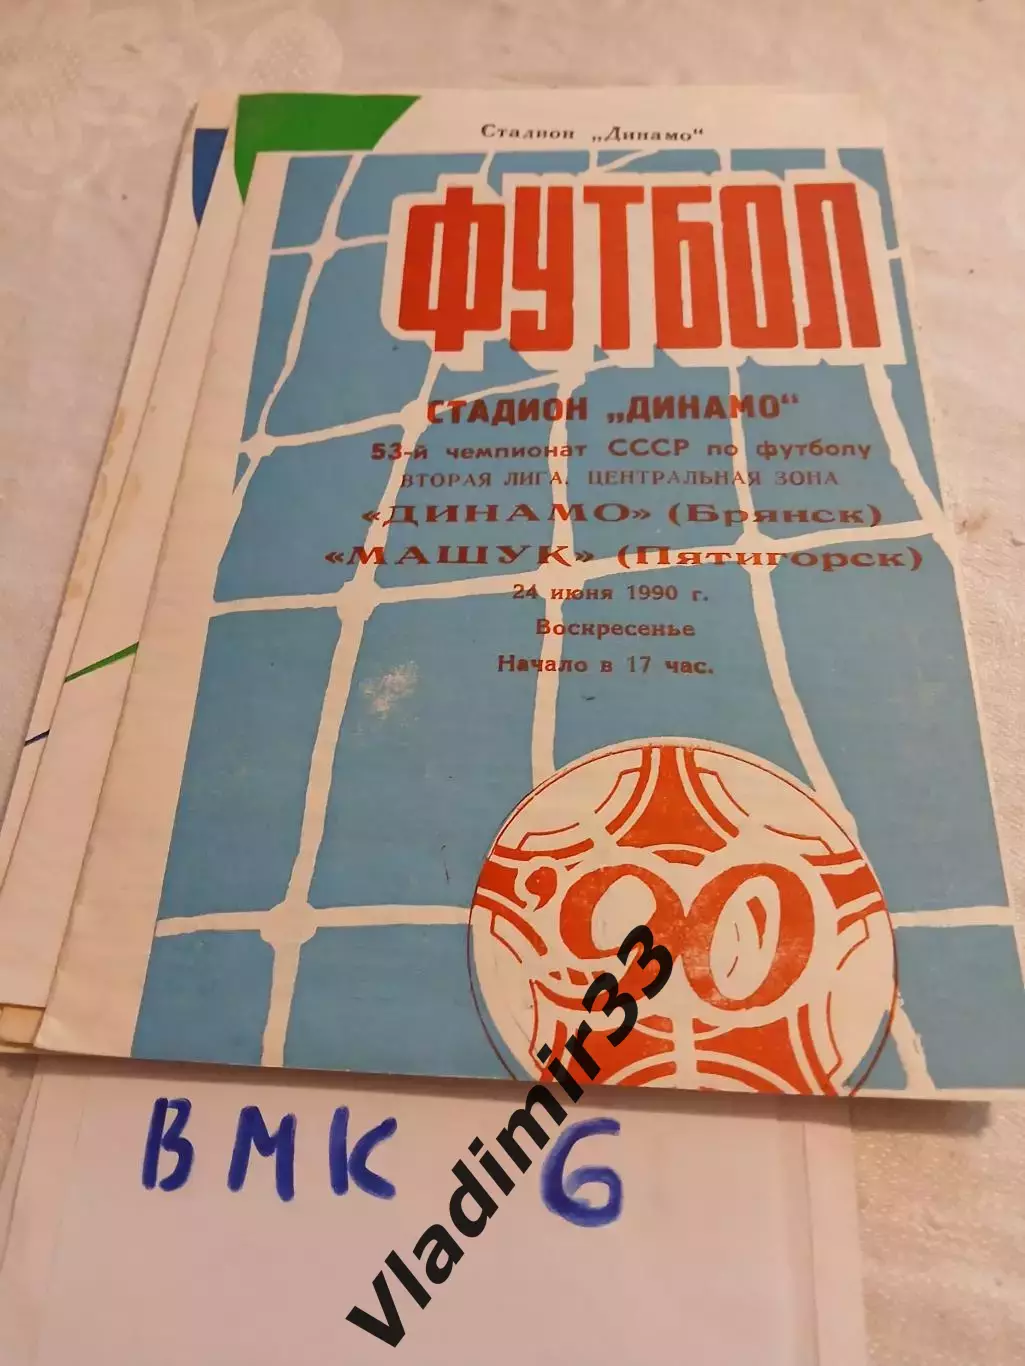 Стадион „Динамо“
ФУТБОЛ
СТАДИОН „ДИНАМО“
53-й чемпионат СССР по футболу
ВТОРАЯ ЛИГА. ЦЕНТРАЛЬНАЯ ЗОНА
«ДИНАМО» (Брянск)
«МАШУК» (Пятигорск)
24 июня 1990 г.
Воскресенье
Начало в 17 час.
'90
ВМК 6
Vladimir33